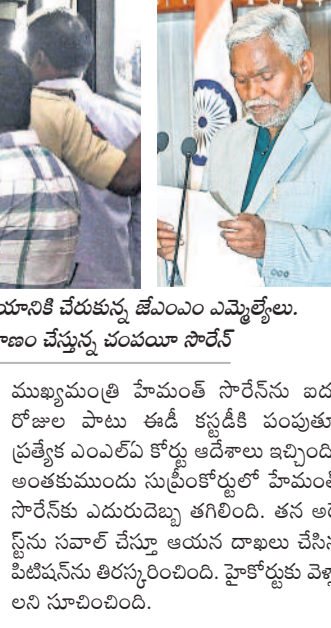 యానికి చేరుకున్న జేఎంఎం ఎమ్మెల్యేలు.
ణం చేస్తున్న చంపయీ సొరేన్
ముఖ్యమంత్రి హేమంత్ సొరేన్‌ను ఐదు
రోజుల పాటు ఈడీ కస్టడీకి పంపుతూ
ప్రత్యేక ఎంఎల్ఏ కోర్టు ఆదేశాలు ఇచ్చింది.
అంతకుముందు సుప్రీంకోర్టులో హేమంత్
సొరేన్‌కు ఎదురుదెబ్బ తగిలింది. తన అరె
స్ట్‌ను సవాల్ చేస్తూ ఆయన దాఖలు చేసిన
పిటిషన్‌ను తిరస్కరించింది. హైకోర్టుకు వెళ్లా
లని సూచించింది.